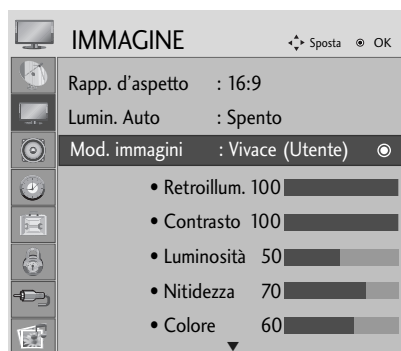 IMMAGINE Sposta OK
Rapp. d'aspetto : 16:9
Lumin. Auto : Spento
Mod. immagini : Vivace (Utente)
• Retroillum. 100
• Contrasto 100
• Luminosità 50
• Nitidezza 70
• Colore 60